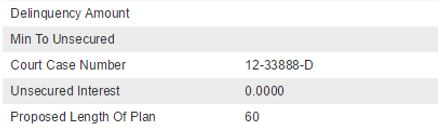 Delinquency Amount
Min To Unsecured
Court Case Number 12-33888-D
Unsecured Interest 0.0000
Proposed Length Of Plan 60